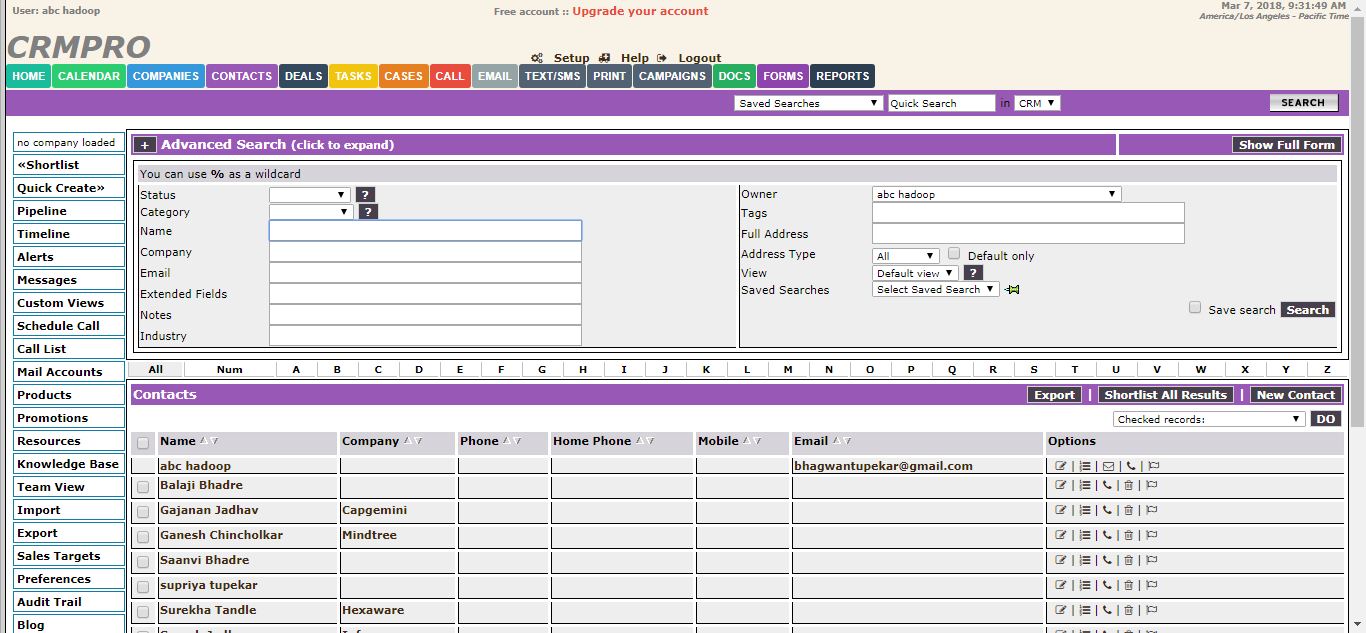 User: abc hadoop
Free account :: Upgrade your account
Mar 7, 2018, 9:31:49 AM
America/Los Angeles - Pacific Time
CRMPRO
Setup Help Logout
HOME CALENDAR COMPANIES CONTACTS DEALS TASKS CASES CALL EMAIL TEXT/SMS PRINT CAMPAIGNS DOCS FORMS REPORTS
Saved Searches Quick Search in CRM SEARCH
no company loaded
«Shortlist
Quick Create»
Pipeline
Timeline
Alerts
Messages
Custom Views
Schedule Call
Call List
Mail Accounts
Products
Promotions
Resources
Knowledge Base
Team View
Import
Export
Sales Targets
Preferences
Audit Trail
Blog
+ Advanced Search (click to expand) Show Full Form
You can use % as a wildcard
Status ?
Category ?
Name
Company
Email
Extended Fields
Notes
Industry
Owner abc hadoop
Tags
Full Address
Address Type All Default only
View Default view ?
Saved Searches Select Saved Search
Save search Search
All Num A B C D E F G H I J K L M N O P Q R S T U V W X Y Z
Contacts Export | Shortlist All Results | New Contact
Checked records: DO
Name Company Phone Home Phone Mobile Email Options
abc hadoop bhagwantupekar@gmail.com | | | |
Balaji Bhadre | | | |
Gajanan Jadhav Capgemini | | | |
Ganesh Chincholkar Mindtree | | | |
Saanvi Bhadre | | | |
supriya tupekar | | | |
Surekha Tandle Hexaware | | | |